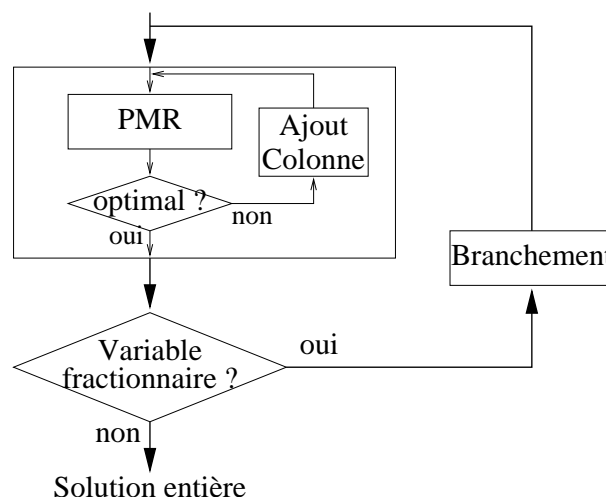 PMR
Ajout
Colonne
optimal ?
non
oui
Branchement
Variable
fractionnaire ?
oui
non
Solution entière